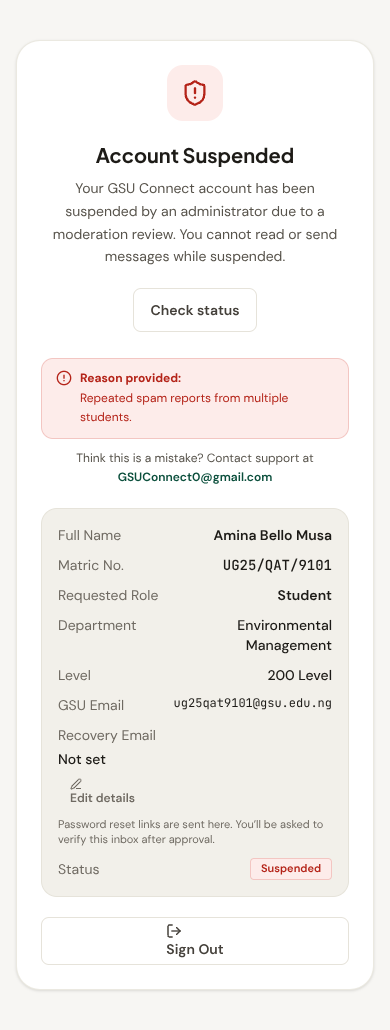 Account Suspended
Your GSU Connect account has been
suspended by an administrator due to a
moderation review. You cannot read or send
messages while suspended.
Check status
Reason provided:
Repeated spam reports from multiple
students.
Think this is a mistake? Contact support at
GSUConnect0@gmail.com
Full Name Amina Bello Musa
Matric No. UG25/QAT/9101
Requested Role Student
Department Environmental
Management
Level 200 Level
GSU Email ug25qat9101@gsu.edu.ng
Recovery Email
Not set
Edit details
Password reset links are sent here. You'll be asked to
verify this inbox after approval.
Status Suspended
Sign Out